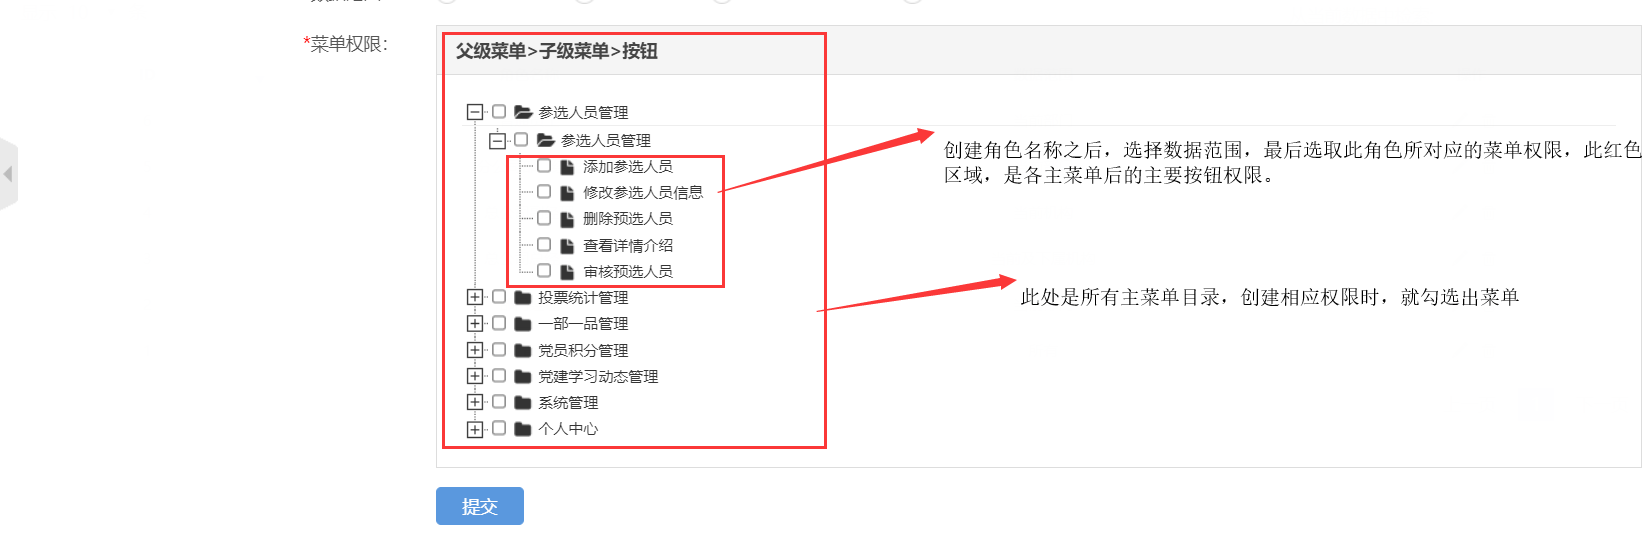 *菜单权限：
父级菜单>子级菜单>按钮
参选人员管理
参选人员管理
添加参选人员
修改参选人员信息
删除预选人员
查看详情介绍
审核预选人员
投票统计管理
一部一品管理
党员积分管理
党建学习动态管理
系统管理
个人中心
创建角色名称之后，选择数据范围，最后选取此角色所对应的菜单权限，此红色
区域，是各主菜单后的主要按钮权限。
此处是所有主菜单目录，创建相应权限时，就勾选出菜单
提交